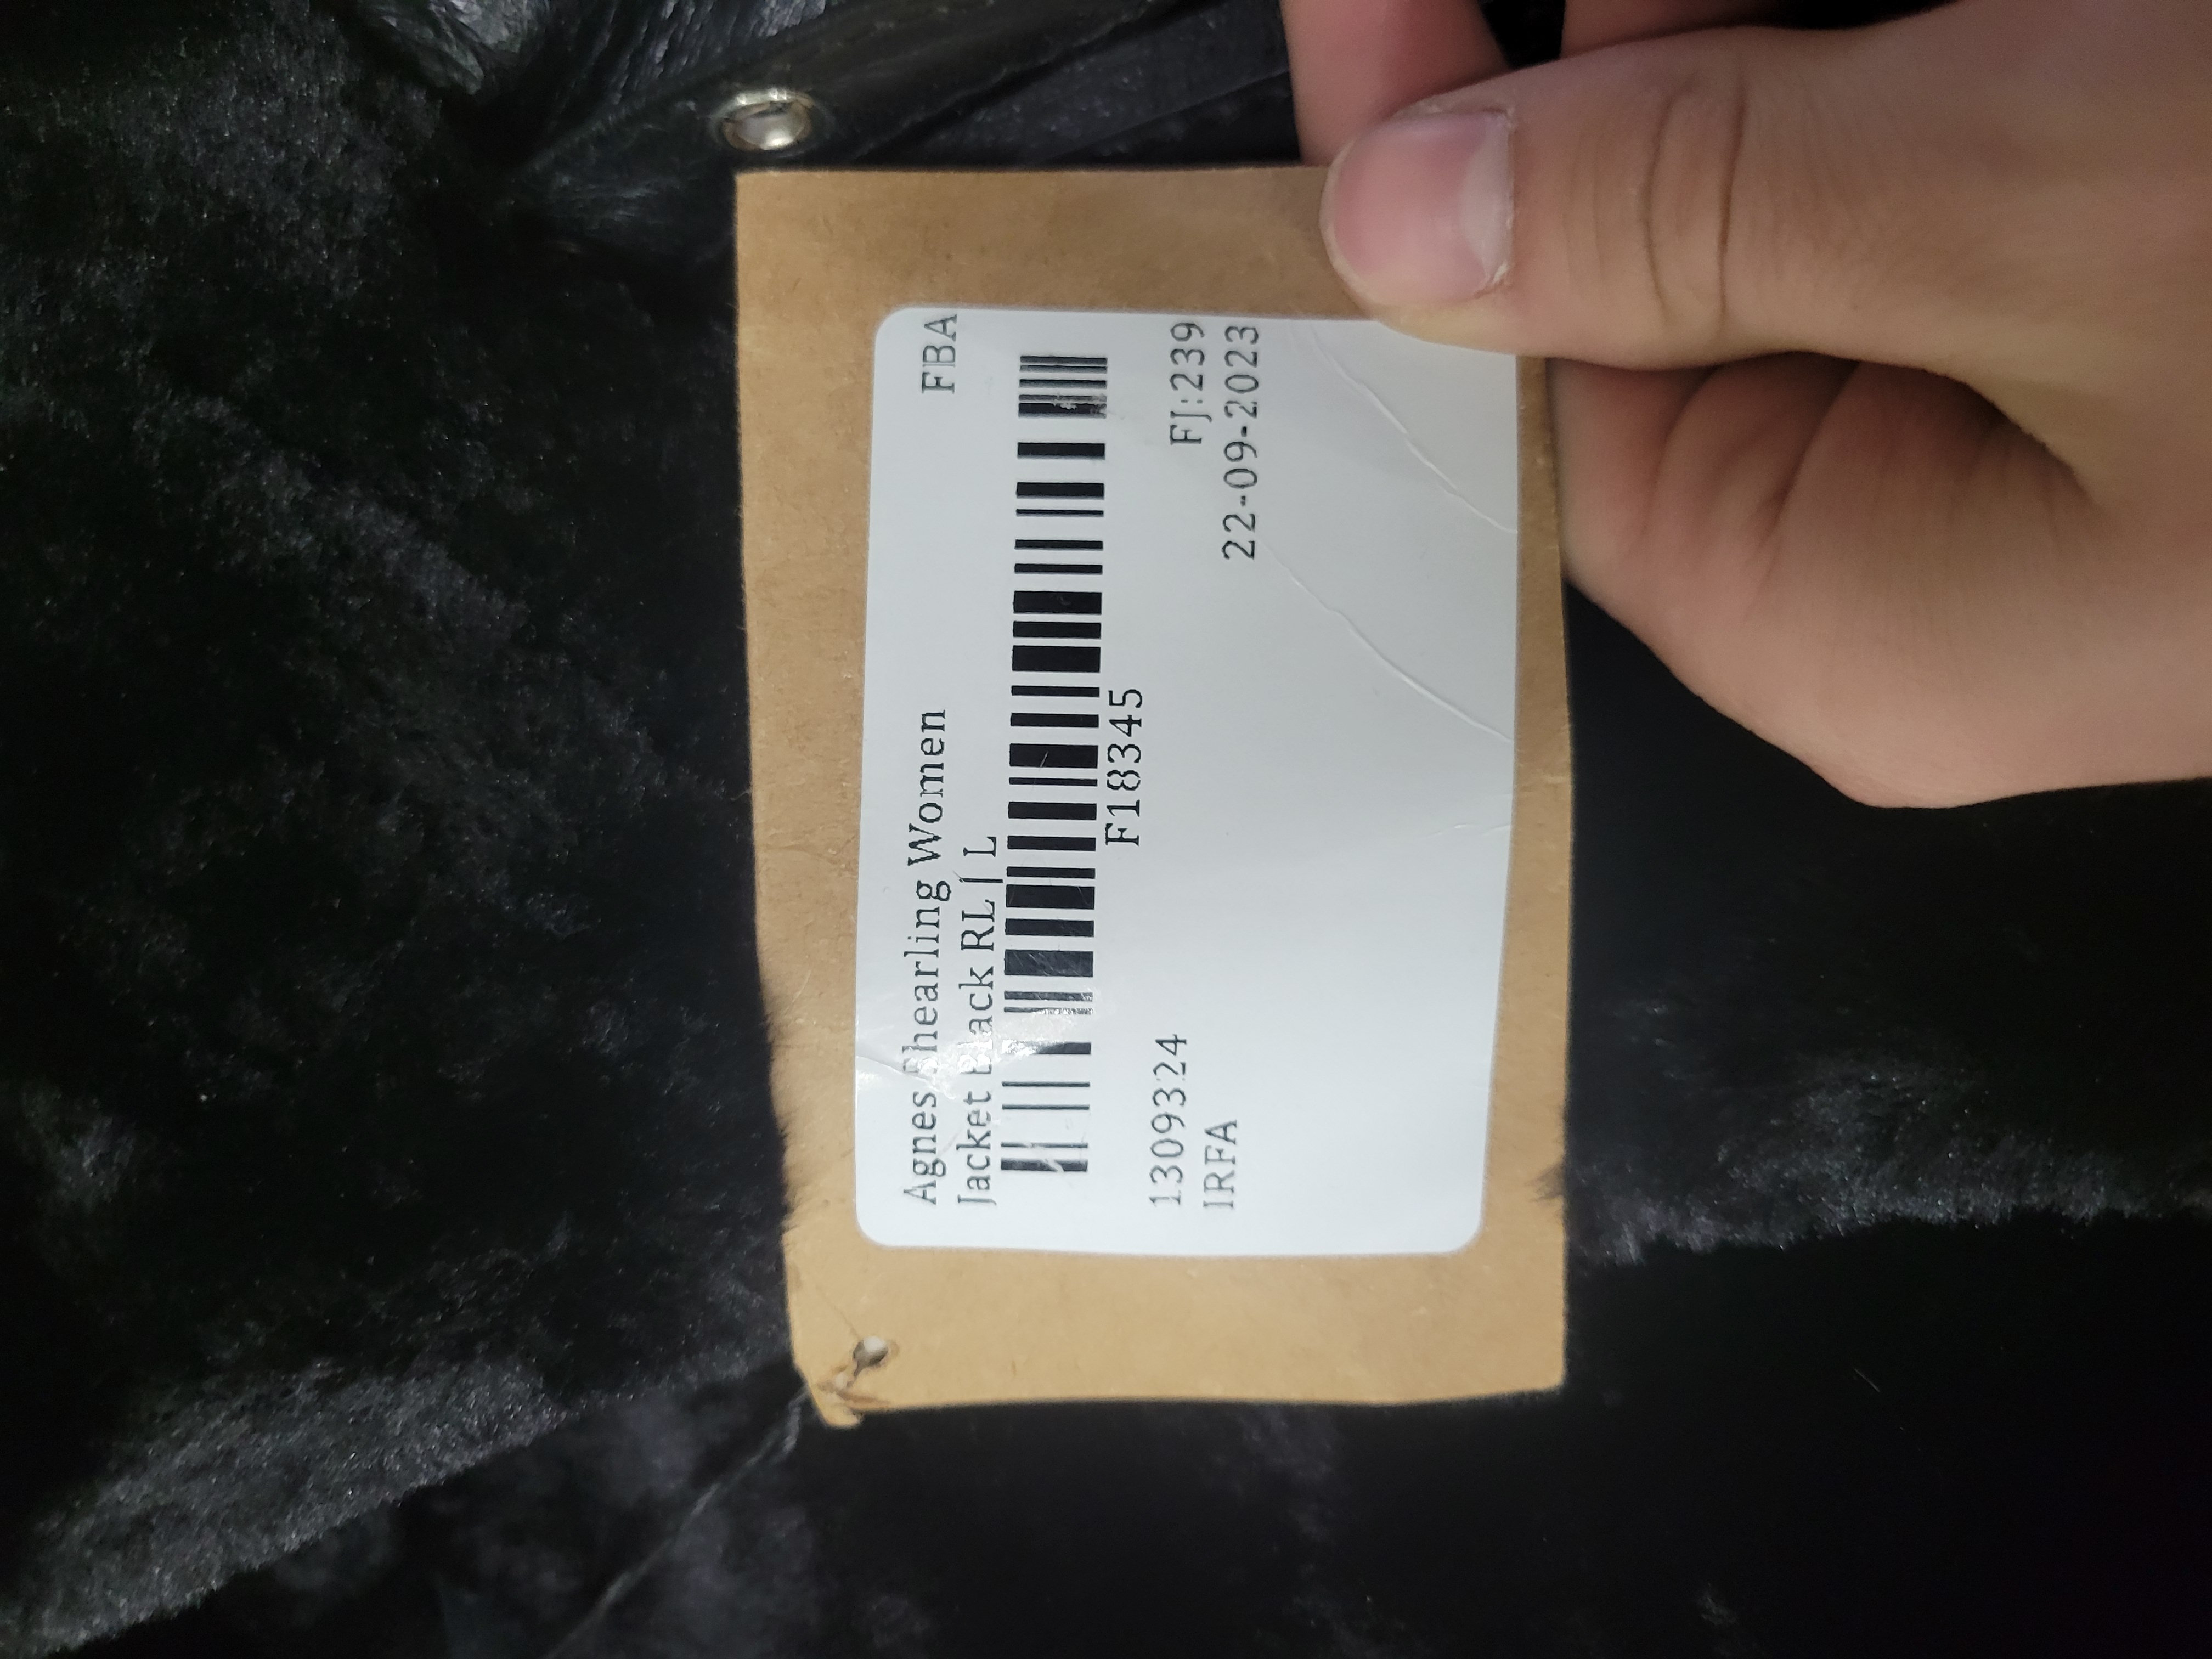 FBA
Agnes Shearling Women
Jacket Black RL | L
F18345
1309324
FJ:239
IRFA
22-09-2023